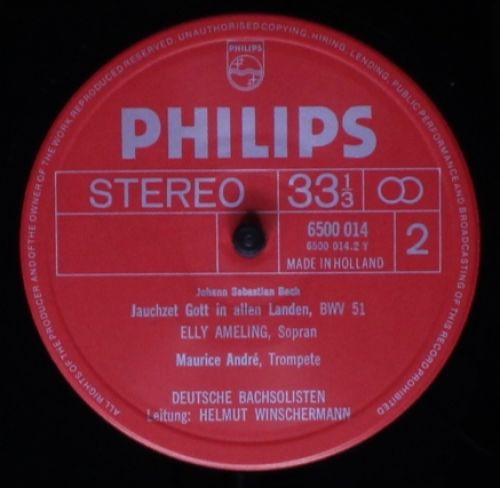 ALL RIGHTS OF THE PRODUCER AND OF THE OWNER OF THE WORK REPRODUCED RESERVED. UNAUTHORISED COPYING, HIRING, LENDING, PUBLIC PERFORMANCE AND BROADCASTING OF THIS RECORD PROHIBITED
PHILIPS
PHILIPS
STEREO 33 1/3
6500 014
6500 014.2 Y
MADE IN HOLLAND
2
Johann Sebastian Bach
Jauchzet Gott in allen Landen, BWV 51
ELLY AMELING, Sopran
Maurice André, Trompete
DEUTSCHE BACHSOLISTEN
Leitung: HELMUT WINSCHERMANN